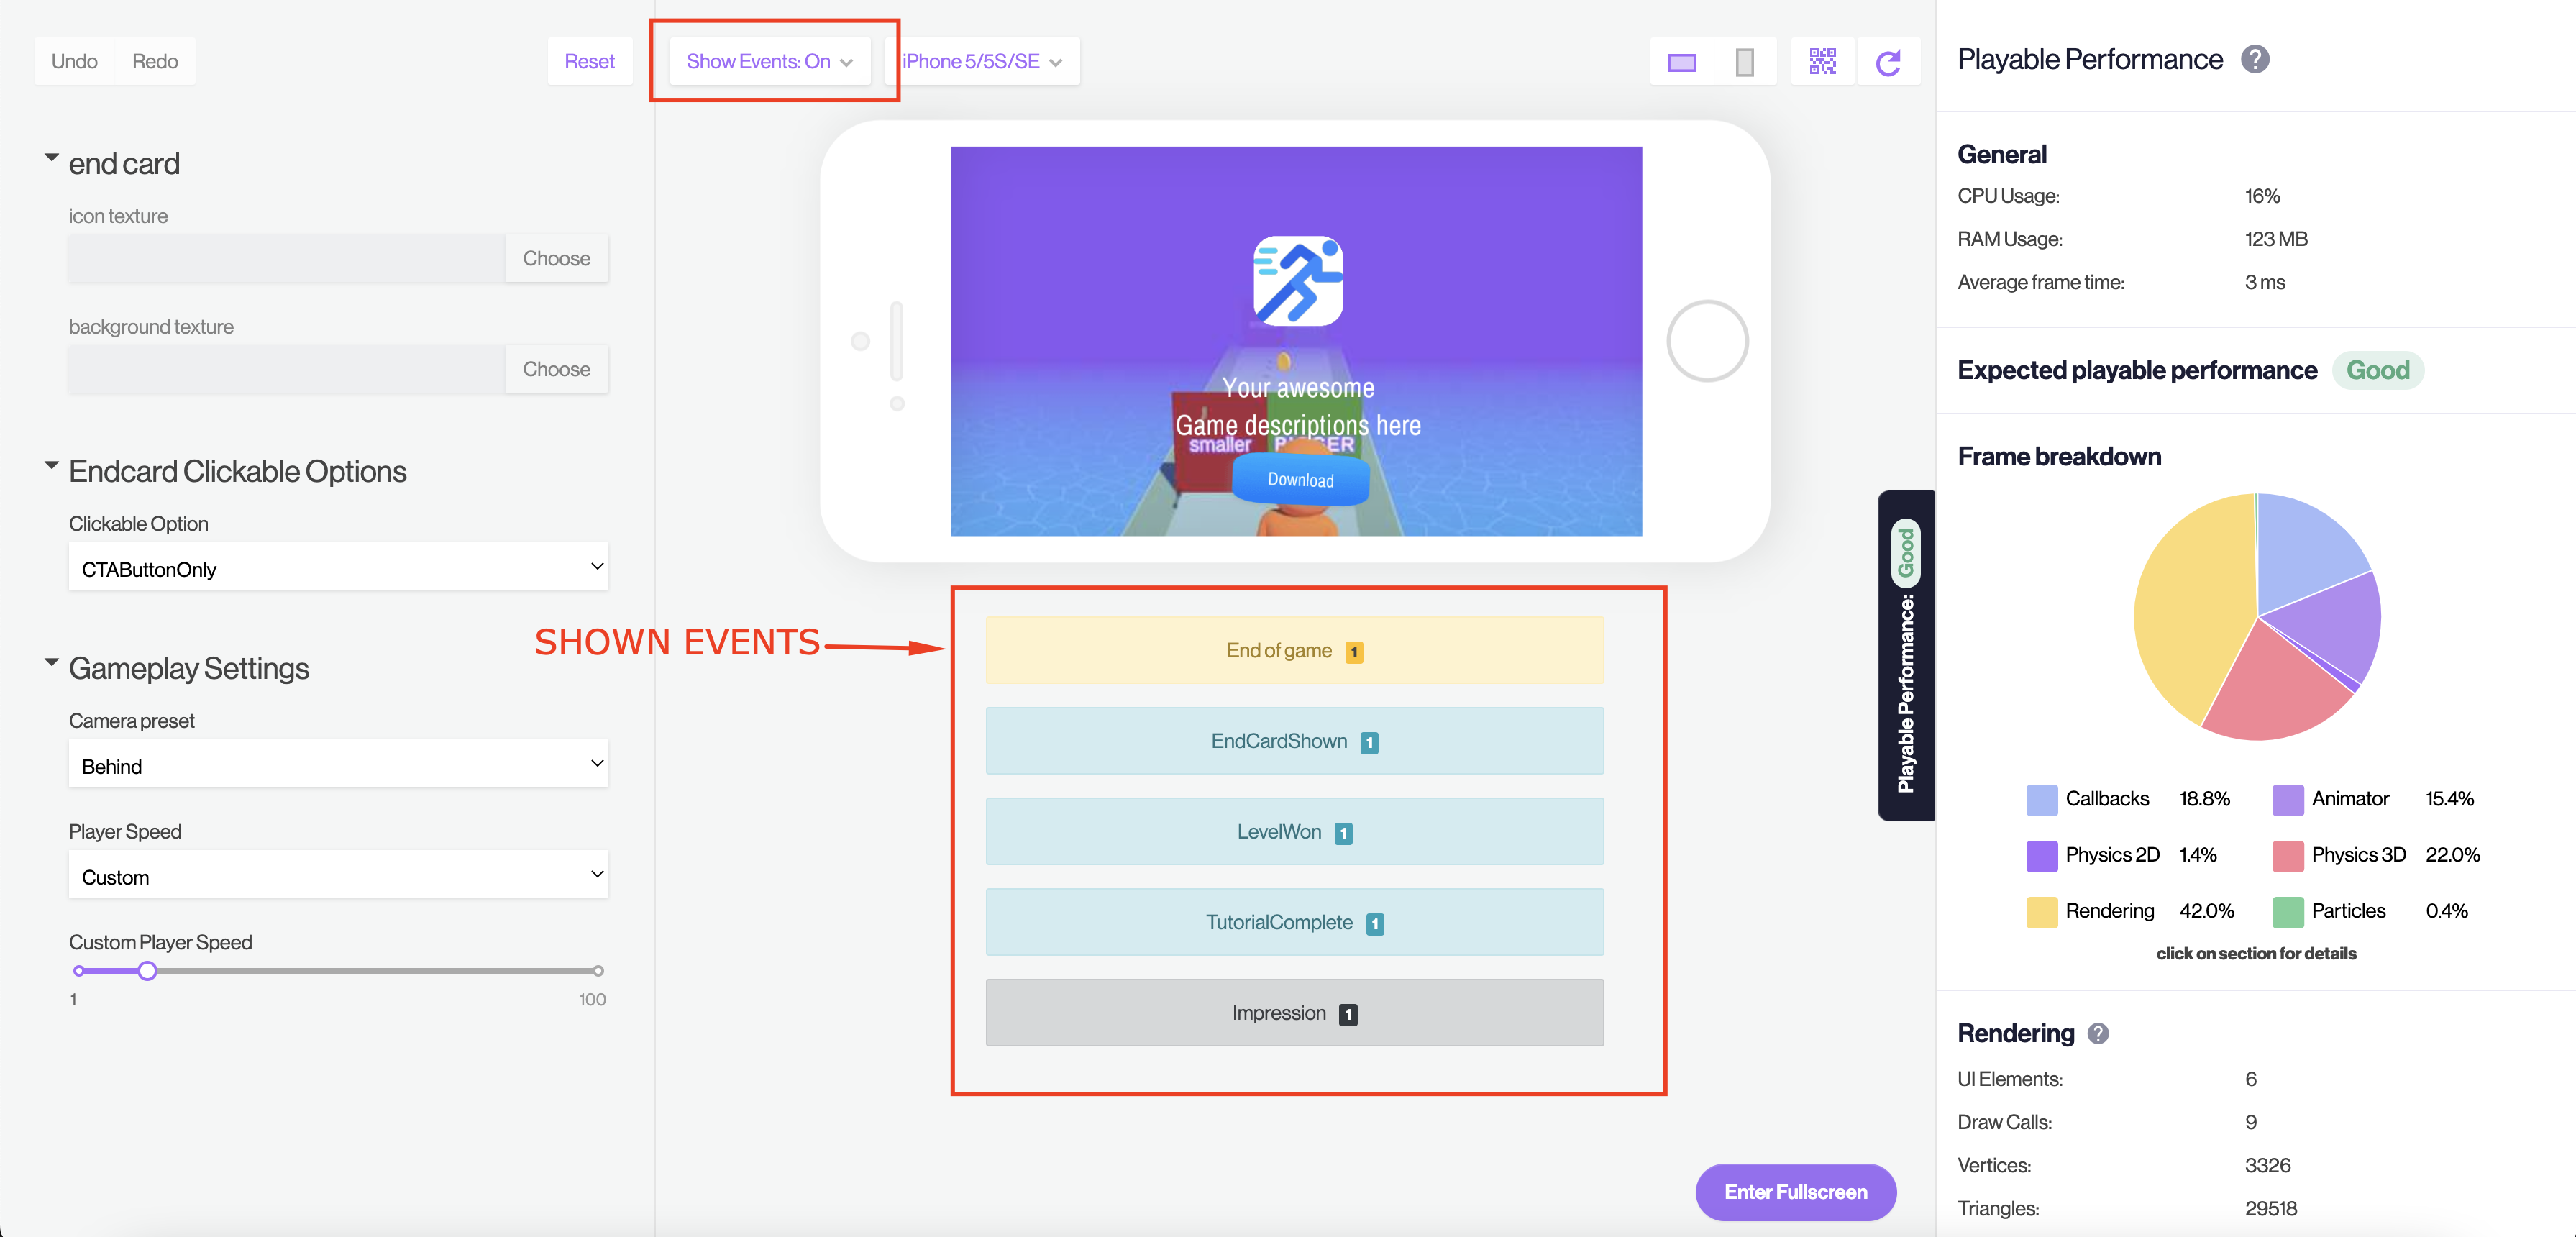 Undo
Redo
Reset
Show Events: On
iPhone 5/5S/SE
end card
icon texture
Choose
background texture
Choose
Endcard Clickable Options
Clickable Option
CTAButtonOnly
Gameplay Settings
Camera preset
Behind
Player Speed
Custom
Custom Player Speed
1
100
Your awesome
Game descriptions here
smaller
Download
SHOWN EVENTS
End of game 1
EndCardShown 1
LevelWon 1
TutorialComplete 1
Impression 1
Enter Fullscreen
Playable Performance: Good
Playable Performance ?
General
CPU Usage: 16%
RAM Usage: 123 MB
Average frame time: 3 ms
Expected playable performance Good
Frame breakdown
Callbacks 18.8% Animator 15.4%
Physics 2D 1.4% Physics 3D 22.0%
Rendering 42.0% Particles 0.4%
click on section for details
Rendering ?
UI Elements: 6
Draw Calls: 9
Vertices: 3326
Triangles: 29518